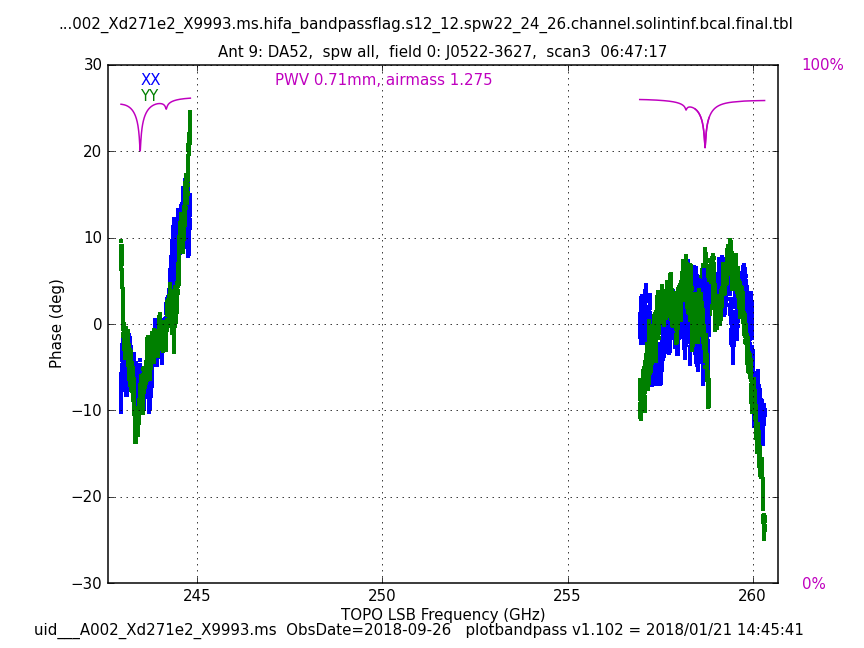 ...002_Xd271e2_X9993.ms.hifa_bandpassflag.s12_12.spw22_24_26.channel.solintinf.bcal.final.tbl
Ant 9: DA52, spw all, field 0: J0522-3627, scan3 06:47:17
30
100%
XX
PWV 0.71mm, airmass 1.275
YY
20
10
0
Phase (deg)
−10
−20
−30
0%
245
250
255
260
TOPO LSB Frequency (GHz)
uid___A002_Xd271e2_X9993.ms ObsDate=2018-09-26 plotbandpass v1.102 = 2018/01/21 14:45:41